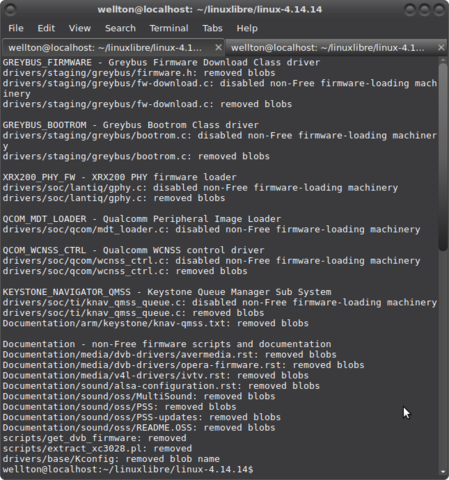 wellton@localhost: ~/linuxlibre/linux-4.14.14
File Edit View Search Terminal Tabs Help
wellton@localhost: ~/linuxlibre/linux-4.1... wellton@localhost: ~/linuxlibre/linux-4.1...
GREYBUS_FIRMWARE - Greybus Firmware Download Class driver
drivers/staging/greybus/firmware.h: removed blobs
drivers/staging/greybus/fw-download.c: disabled non-Free firmware-loading mach
inery
drivers/staging/greybus/fw-download.c: removed blobs
GREYBUS_BOOTROM - Greybus Bootrom Class driver
drivers/staging/greybus/bootrom.c: disabled non-Free firmware-loading machiner
y
drivers/staging/greybus/bootrom.c: removed blobs
XRX200_PHY_FW - XRX200 PHY firmware loader
drivers/soc/lantiq/gphy.c: disabled non-Free firmware-loading machinery
drivers/soc/lantiq/gphy.c: removed blobs
QCOM_MDT_LOADER - Qualcomm Peripheral Image Loader
drivers/soc/qcom/mdt_loader.c: disabled non-Free firmware-loading machinery
QCOM_WCNSS_CTRL - Qualcomm WCNSS control driver
drivers/soc/qcom/wcnss_ctrl.c: disabled non-Free firmware-loading machinery
drivers/soc/qcom/wcnss_ctrl.c: removed blobs
KEYSTONE_NAVIGATOR_QMSS - Keystone Queue Manager Sub System
drivers/soc/ti/knav_qmss_queue.c: disabled non-Free firmware-loading machinery
drivers/soc/ti/knav_qmss_queue.c: removed blobs
Documentation/arm/keystone/knav-qmss.txt: removed blobs
Documentation - non-Free firmware scripts and documentation
Documentation/media/dvb-drivers/avermedia.rst: removed blobs
Documentation/media/dvb-drivers/opera-firmware.rst: removed blobs
Documentation/media/v4l-drivers/ivtv.rst: removed blobs
Documentation/sound/alsa-configuration.rst: removed blobs
Documentation/sound/oss/MultiSound: removed blobs
Documentation/sound/oss/PSS: removed blobs
Documentation/sound/oss/PSS-updates: removed blobs
Documentation/sound/oss/README.OSS: removed blobs
scripts/get_dvb_firmware: removed
scripts/extract_xc3028.pl: removed
drivers/base/Kconfig: removed blob name
wellton@localhost:~/linuxlibre/linux-4.14.14$